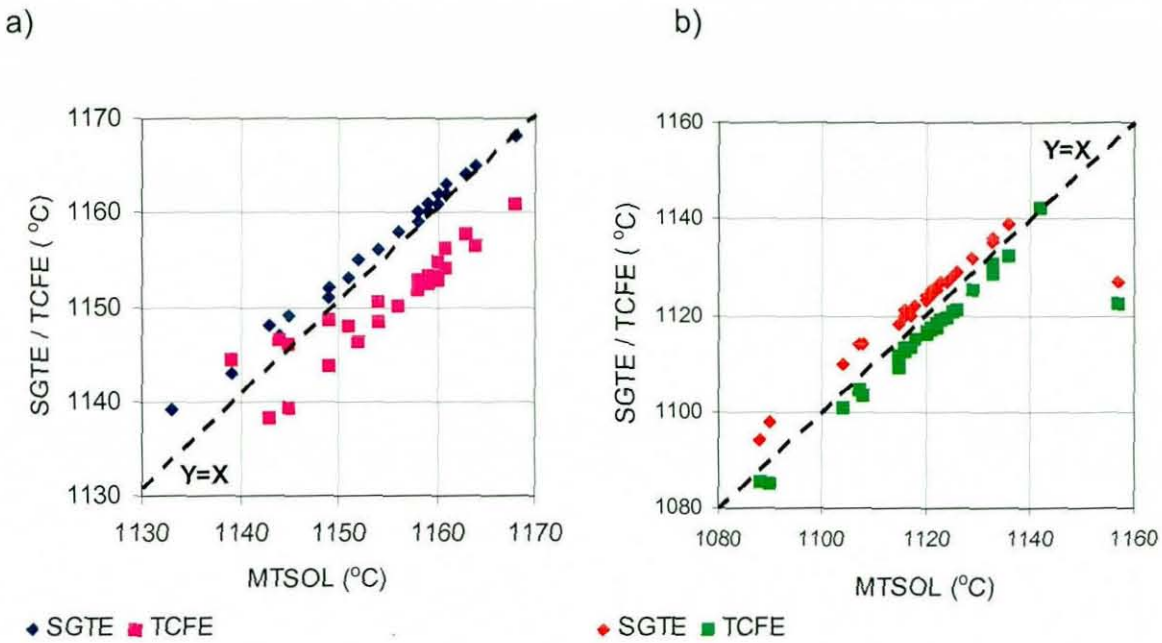 a)
SGTE / TCFE ( °C)
1170
1160
1150
1140
1130
Y=X
1130 1140 1150 1160 1170
MTSOL (°C)
SGTE TCFE
b)
SGTE / TCFE ( °C)
1160
1140
1120
1100
1080
Y=X
1080 1100 1120 1140 1160
MTSOL (°C)
SGTE TCFE